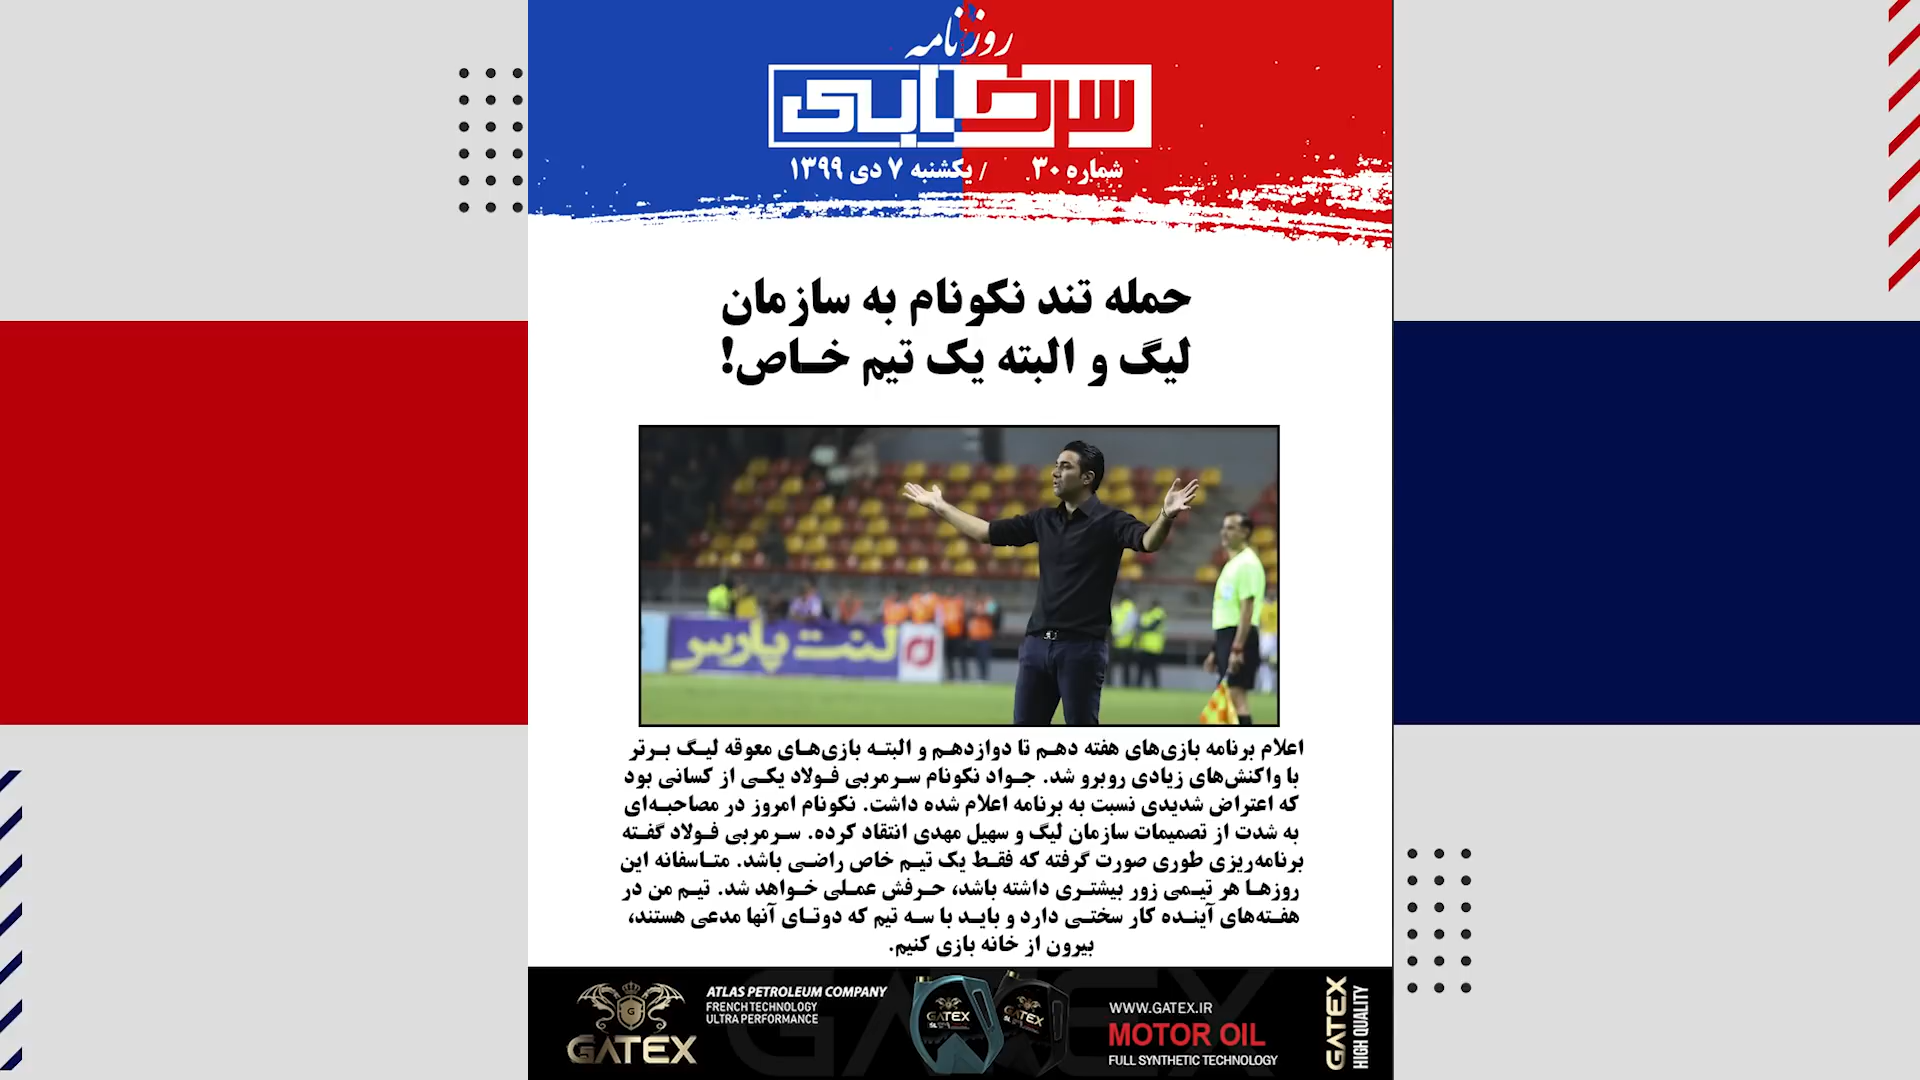 روزنامه
سرخابی
شماره ۳۰ / یکشنبه ۷ دی ۱۳۹۹
حمله تند نکونام به سازمان
لیگ و البته یک تیم خاص!
لنت پارس
اعلام برنامه بازی‌های هفته دهم تا دوازدهم و البته بازی‌های معوقه لیگ برتر
با واکنش‌های زیادی روبرو شد. جواد نکونام سرمربی فولاد یکی از کسانی بود
که اعتراض شدیدی نسبت به برنامه اعلام شده داشت. نکونام امروز در مصاحبه‌ای
به شدت از تصمیمات سازمان لیگ و سهیل مهدی انتقاد کرده. سرمربی فولاد گفته
برنامه‌ریزی طوری صورت گرفته که فقط یک تیم خاص راضی باشد. متاسفانه این
روزها هر تیمی زور بیشتری داشته باشد، حرفش عملی خواهد شد. تیم من در
هفته‌های آینده کار سختی دارد و باید با سه تیم که دوتای آنها مدعی هستند،
بیرون از خانه بازی کنیم.
GATEX
ATLAS PETROLEUM COMPANY
FRENCH TECHNOLOGY
ULTRA PERFORMANCE
GATEX
GATEX
WWW.GATEX.IR
MOTOR OIL
FULL SYNTHETIC TECHNOLOGY
GATEX
HIGH QUALITY